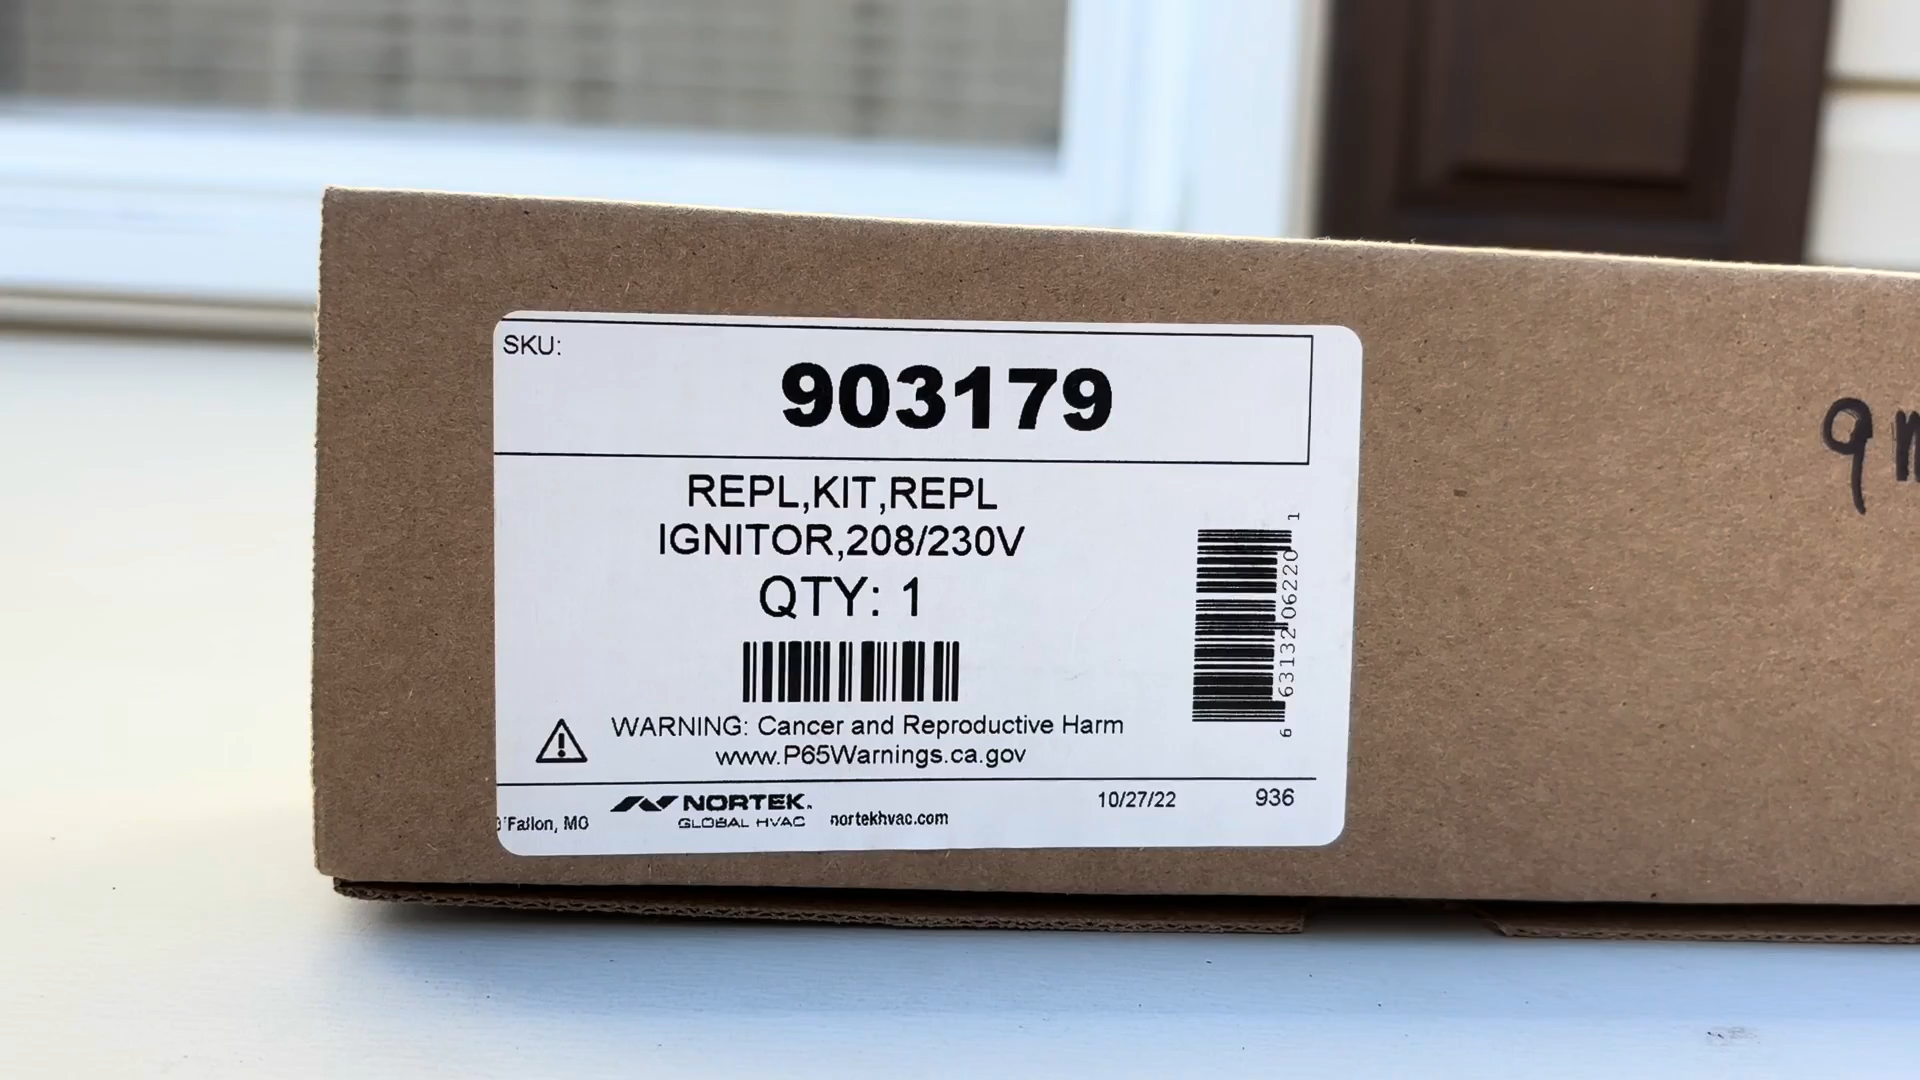 SKU:
903179
REPL,KIT,REPL
IGNITOR,208/230V
QTY: 1
6 63132 06220 1
WARNING: Cancer and Reproductive Harm
www.P65Warnings.ca.gov
O'Fallon, MO
NORTEK
GLOBAL HVAC
nortekhvac.com
10/27/22
936